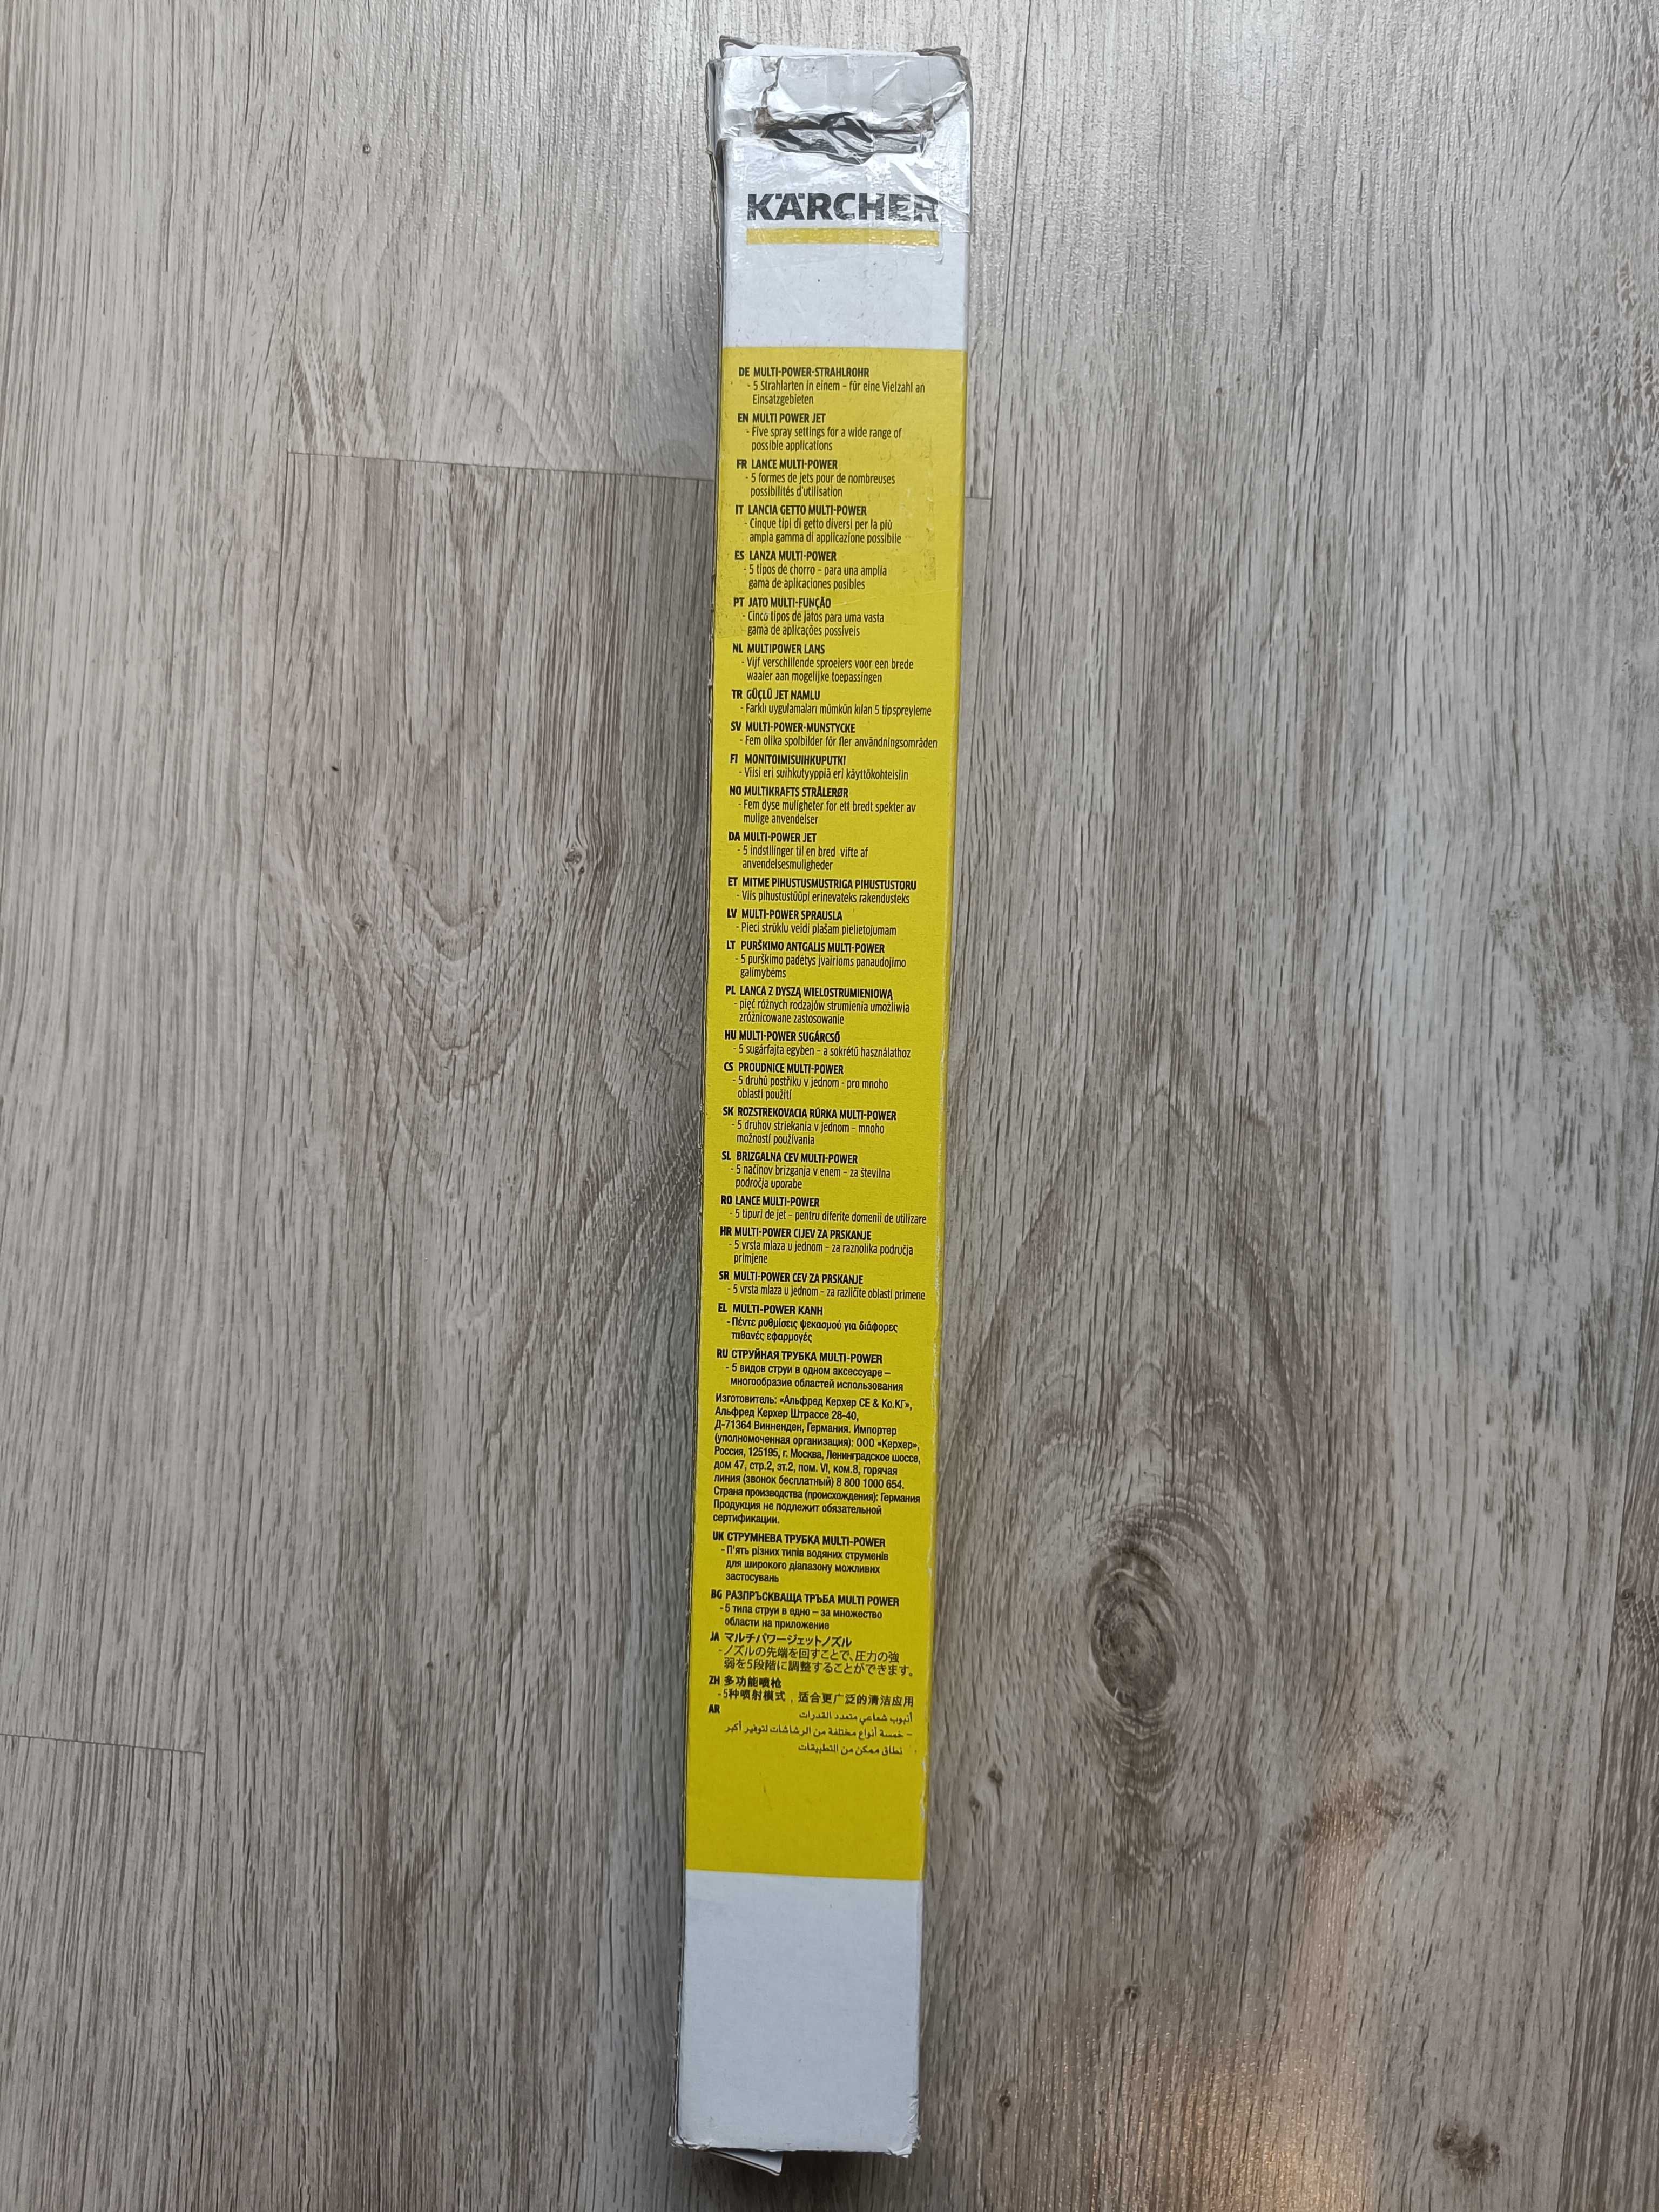 KÄRCHER
DE MULTI-POWER-STRAHLROHR
- 5 Strahlarten in einem – für eine Vielzahl an
Einsatzgebieten
EN MULTI POWER JET
- Five spray settings for a wide range of
possible applications
FR LANCE MULTI-POWER
- 5 formes de jets pour de nombreuses
possibilités d'utilisation
IT LANCIA GETTO MULTI-POWER
- Cinque tipi di getto diversi per la più
ampia gamma di applicazione possibile
ES LANZA MULTI-POWER
- 5 tipos de chorro – para una amplia
gama de aplicaciones posibles
PT JATO MULTI-FUNÇÃO
- Cinco tipos de jatos para uma vasta
gama de aplicações possíveis
NL MULTIPOWER LANS
- Vijf verschillende sproeiers voor een brede
waaier aan mogelijke toepassingen
TR GÜÇLÜ JET NAMLU
- Farklı uygulamaları mümkün kılan 5 tip spreyleme
SV MULTI-POWER-MUNSTYCKE
- Fem olika spolbilder för fler användningsområden
FI MONITOIMISUIHKUPUTKI
- Viisi eri suihkutyyppiä eri käyttökohteisiin
NO MULTIKRAFTS STRÅLERØR
- Fem dyse muligheter for ett bredt spekter av
mulige anvendelser
DA MULTI-POWER JET
- 5 indstllinger til en bred vifte af
anvendelsesmuligheder
ET MITME PIHUSTUSMUSTRIGA PIHUSTUSTORU
- Viis pihustustüüpi erinevateks rakendusteks
LV MULTI-POWER SPRAUSLA
- Pieci strūklu veidi plašam pielietojumam
LT PURŠKIMO ANTGALIS MULTI-POWER
- 5 purškimo padėtys įvairioms panaudojimo
galimybėms
PL LANCA Z DYSZĄ WIELOSTRUMIENIOWĄ
- pięć różnych rodzajów strumienia umożliwia
zróżnicowane zastosowanie
HU MULTI-POWER SUGÁRCSŐ
- 5 sugárfajta egyben – a sokrétű használathoz
CS PROUDNICE MULTI-POWER
- 5 druhů postřiku v jednom - pro mnoho
oblastí použití
SK ROZSTREKOVACIA RÚRKA MULTI-POWER
- 5 druhov striekania v jednom – mnoho
možností používania
SL BRIZGALNA CEV MULTI-POWER
- 5 načinov brizganja v enem – za številna
področja uporabe
RO LANCE MULTI-POWER
- 5 tipuri de jet – pentru diferite domenii de utilizare
HR MULTI-POWER CIJEV ZA PRSKANJE
- 5 vrsta mlaza u jednom – za raznolika područja
primjene
SR MULTI-POWER CEV ZA PRSKANJE
- 5 vrsta mlaza u jednom – za različite oblasti primene
EL MULTI-POWER ΚΑΝΗ
- Πέντε ρυθμίσεις ψεκασμού για διάφορες
πιθανές εφαρμογές
RU СТРУЙНАЯ ТРУБКА MULTI-POWER
- 5 видов струи в одном аксессуаре –
многообразие областей использования
Изготовитель: «Альфред Керхер СЕ & Ко.КГ»,
Альфред Керхер Штрассе 28-40,
Д-71364 Винненден, Германия. Импортер
(уполномоченная организация): ООО «Керхер»,
Россия, 125195, г. Москва, Ленинградское шоссе,
дом 47, стр.2, эт.2, пом. VI, ком.8, горячая
линия (звонок бесплатный) 8 800 1000 654.
Страна производства (происхождения): Германия
Продукция не подлежит обязательной
сертификации.
UK СТРУМНЕВА ТРУБКА MULTI-POWER
- П'ять різних типів водяних струменів
для широкого діапазону можливих
застосувань
BG РАЗПРЪСКВАЩА ТРЪБА MULTI POWER
- 5 типа струи в едно – за множество
области на приложение
JA マルチパワージェットノズル
- ノズルの先端を回すことで、圧力の強
弱を5段階に調整することができます。
ZH 多功能喷枪
- 5种喷射模式，适合更广泛的清洁应用
AR أنبوب شعاعي متعدد القدرات
– خمسة أنواع مختلفة من الرشاشات لتوفير أكبر
نطاق ممكن من التطبيقات